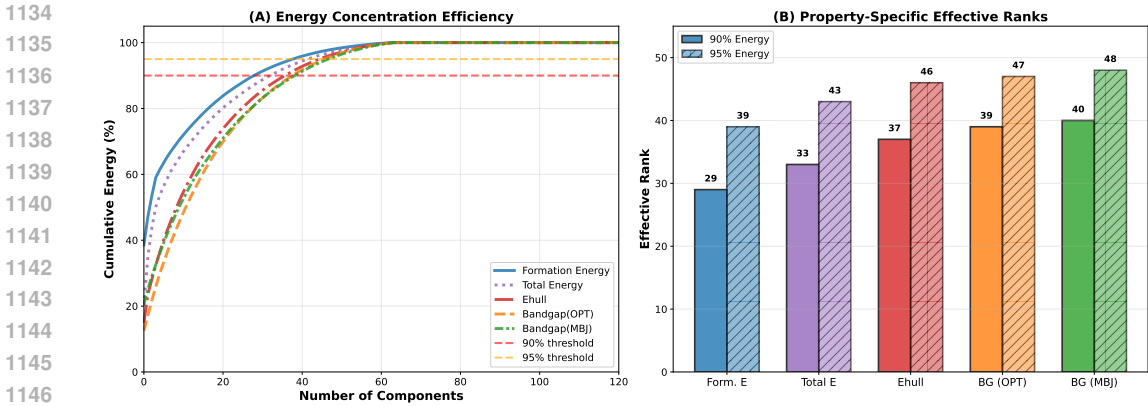 1134
1135
1136
1137
1138
1139
1140
1141
1142
1143
1144
1145
1146
(A) Energy Concentration Efficiency
Cumulative Energy (%)
100
80
60
40
20
0
0 20 40 60 80 100 120
Number of Components
Formation Energy
Total Energy
Ehull
Bandgap(OPT)
Bandgap(MBJ)
90% threshold
95% threshold
(B) Property-Specific Effective Ranks
90% Energy
95% Energy
Effective Rank
50
40
30
20
10
0
29 39 33 43 37 46 39 47 40 48
Form. E Total E Ehull BG (OPT) BG (MBJ)